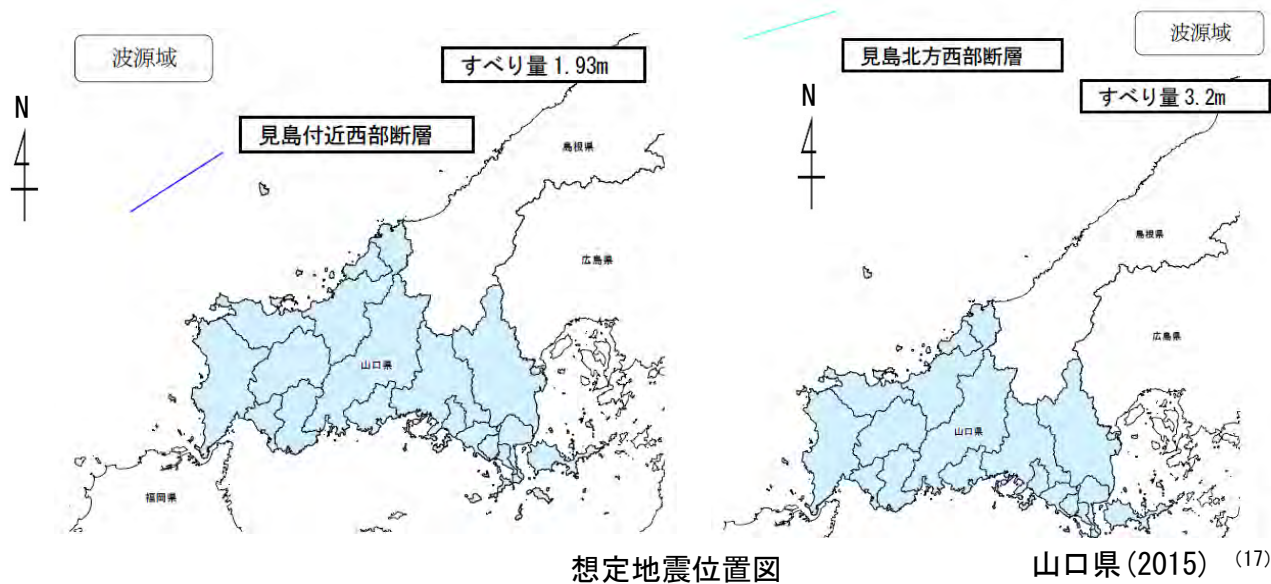 波源域
すべり量 1.93m
N
見島付近西部断層
島根県
広島県
山口県
福岡県
波源域
見島北方西部断層
すべり量 3.2m
N
島根県
広島県
山口県
想定地震位置図
山口県(2015) (17)